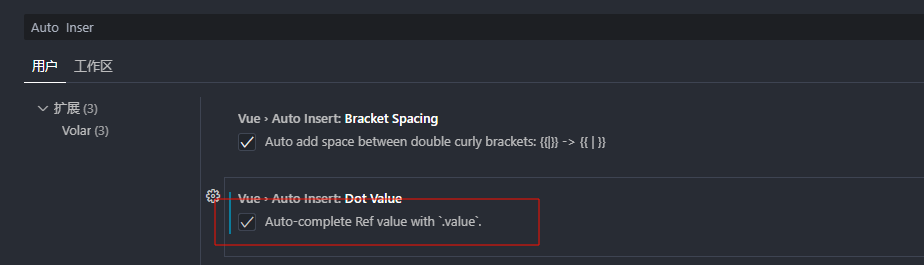 Auto  Inser
用户 工作区
扩展 (3)
Volar (3)
Vue › Auto Insert: Bracket Spacing
Auto add space between double curly brackets: {{|}} -> {{ | }}
Vue › Auto Insert: Dot Value
Auto-complete Ref value with `.value`.